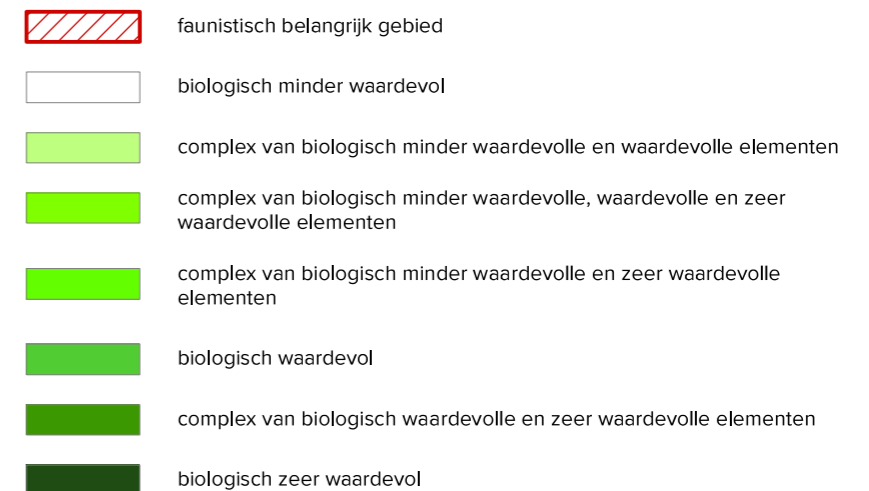 faunistisch belangrijk gebied
biologisch minder waardevol
complex van biologisch minder waardevolle en waardevolle elementen
complex van biologisch minder waardevolle, waardevolle en zeer
waardevolle elementen
complex van biologisch minder waardevolle en zeer waardevolle
elementen
biologisch waardevol
complex van biologisch waardevolle en zeer waardevolle elementen
biologisch zeer waardevol